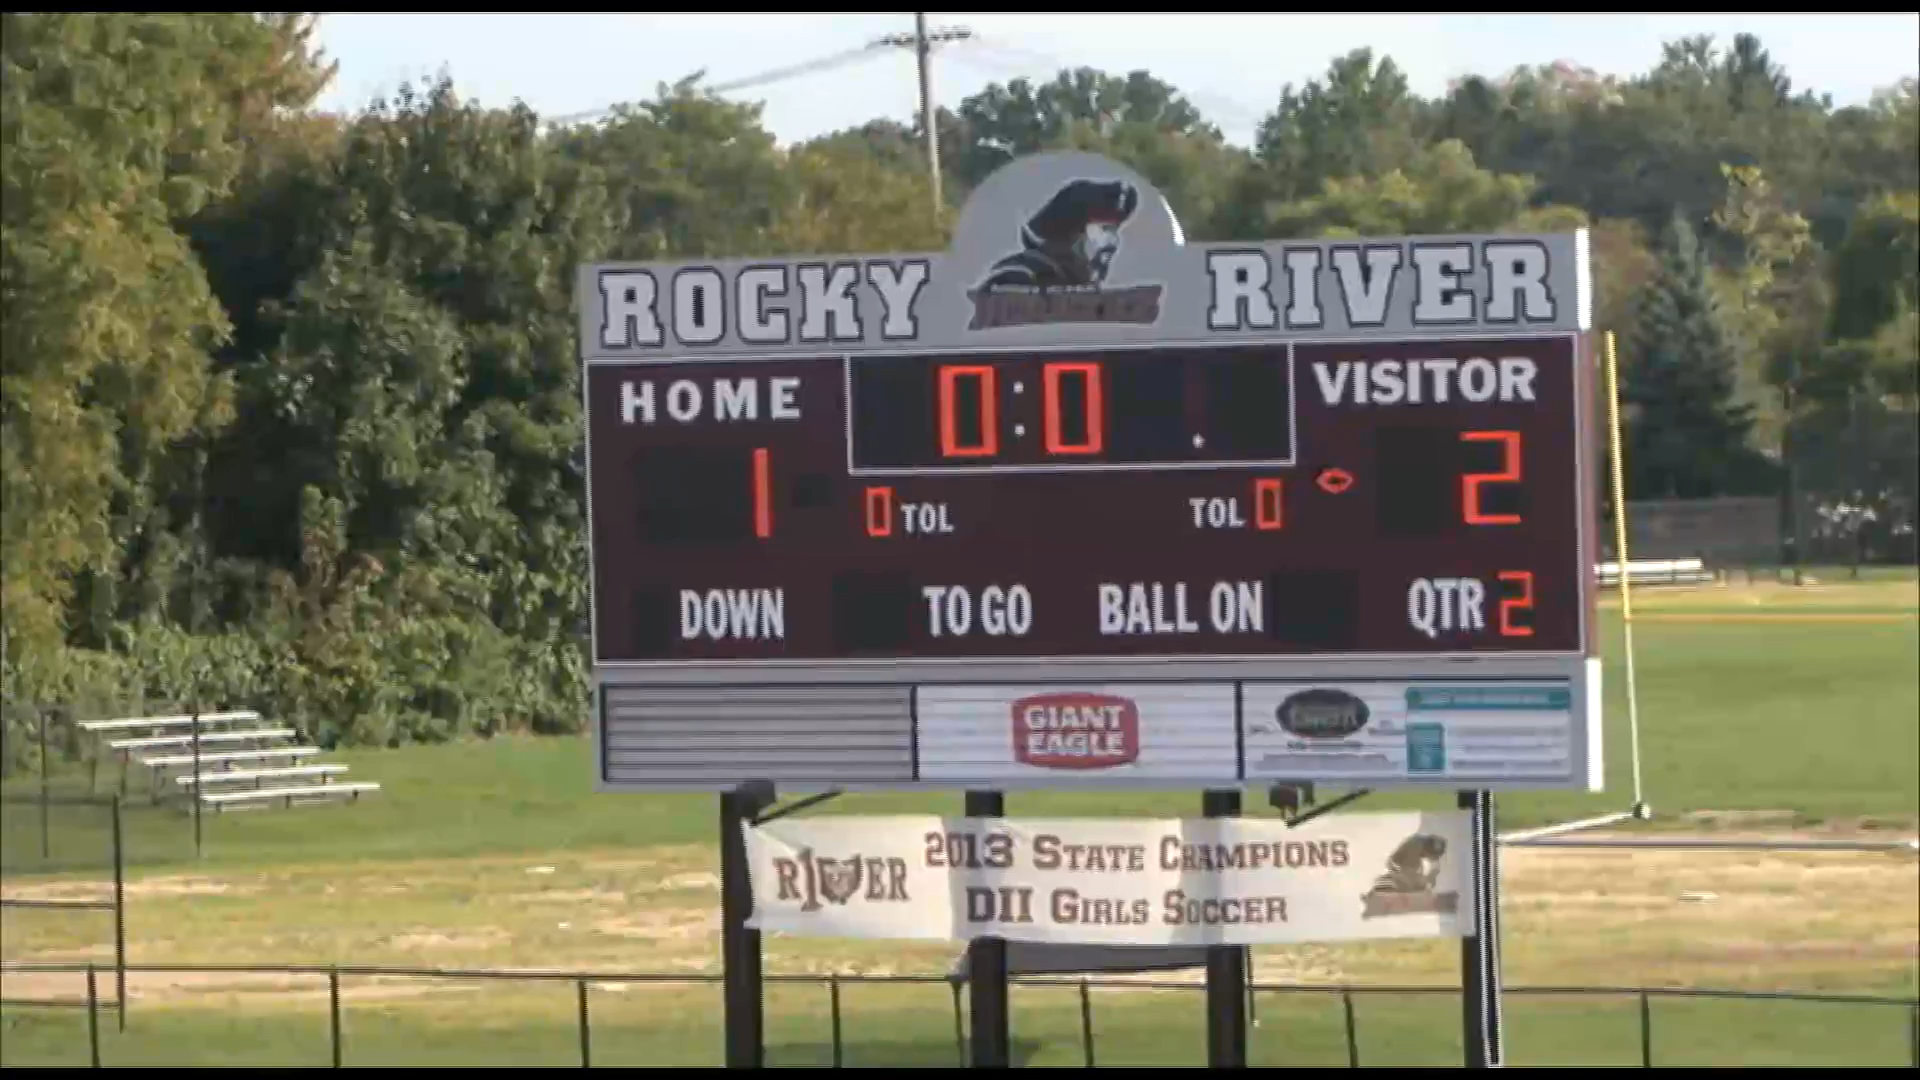 ROCKY RIVER
HOME 0:0 . VISITOR
1 0 TOL TOL 0 <> 2
DOWN TO GO BALL ON QTR 2
GIANT
EAGLE
RIVER 2013 STATE CHAMPIONS
DII GIRLS SOCCER